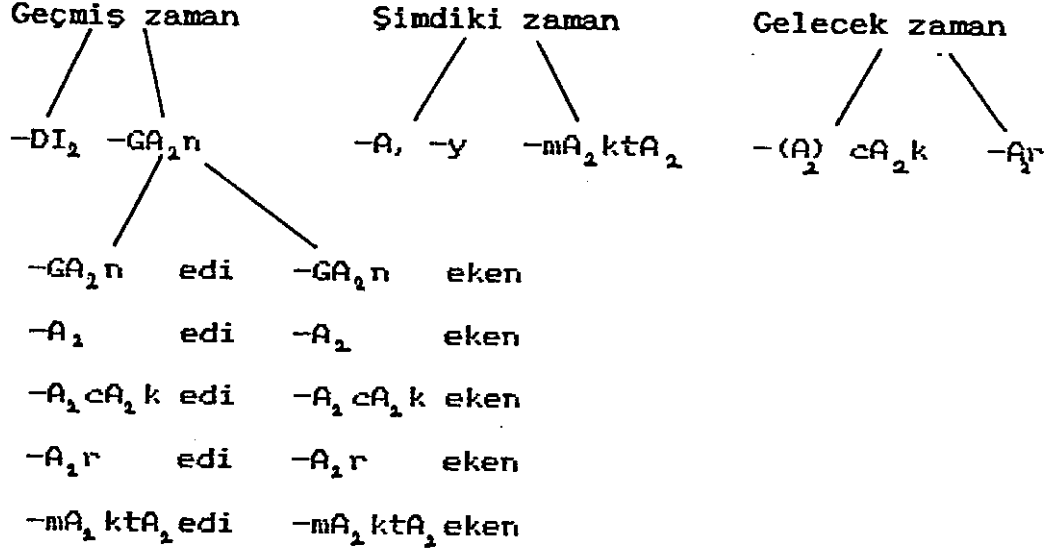 Geçmiş zaman Şimdiki zaman Gelecek zaman
-DI₂ -GA₂n -A, -y -mA₂ktA₂ -(A₂) cA₂k -A₂r
-GA₂n edi -GA₂n eken
-A₂ edi -A₂ eken
-A₂cA₂k edi -A₂cA₂k eken
-A₂r edi -A₂r eken
-mA₂ktA₂edi -mA₂ktA₂eken